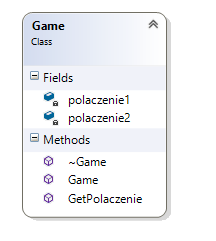 Game
Class
Fields
polaczenie1
polaczenie2
Methods
~Game
Game
GetPolaczenie